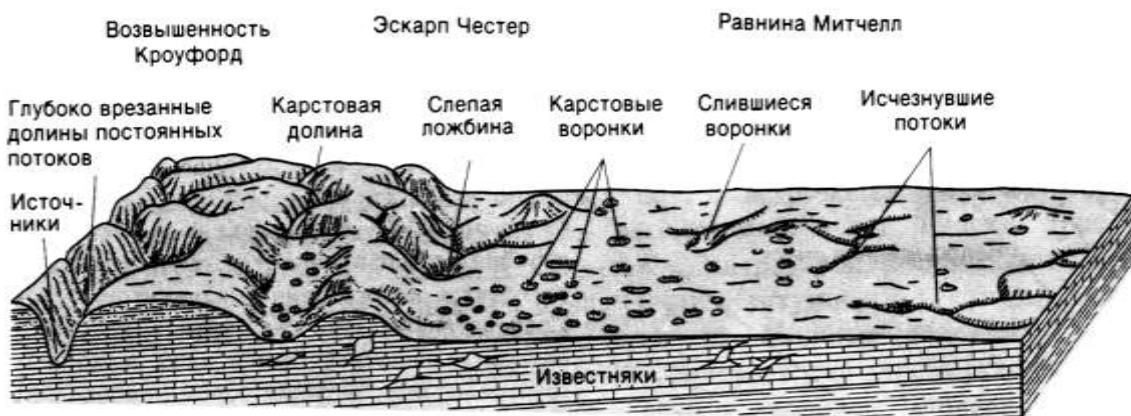 Возвышенность
Кроуфорд
Эскарп Честер
Равнина Митчелл
Глубоко врезанные
долины постоянных
потоков
Карстовая
долина
Слепая
ложбина
Карстовые
воронки
Слившиеся
воронки
Исчезнувшие
потоки
Источ-
ники
Известняки